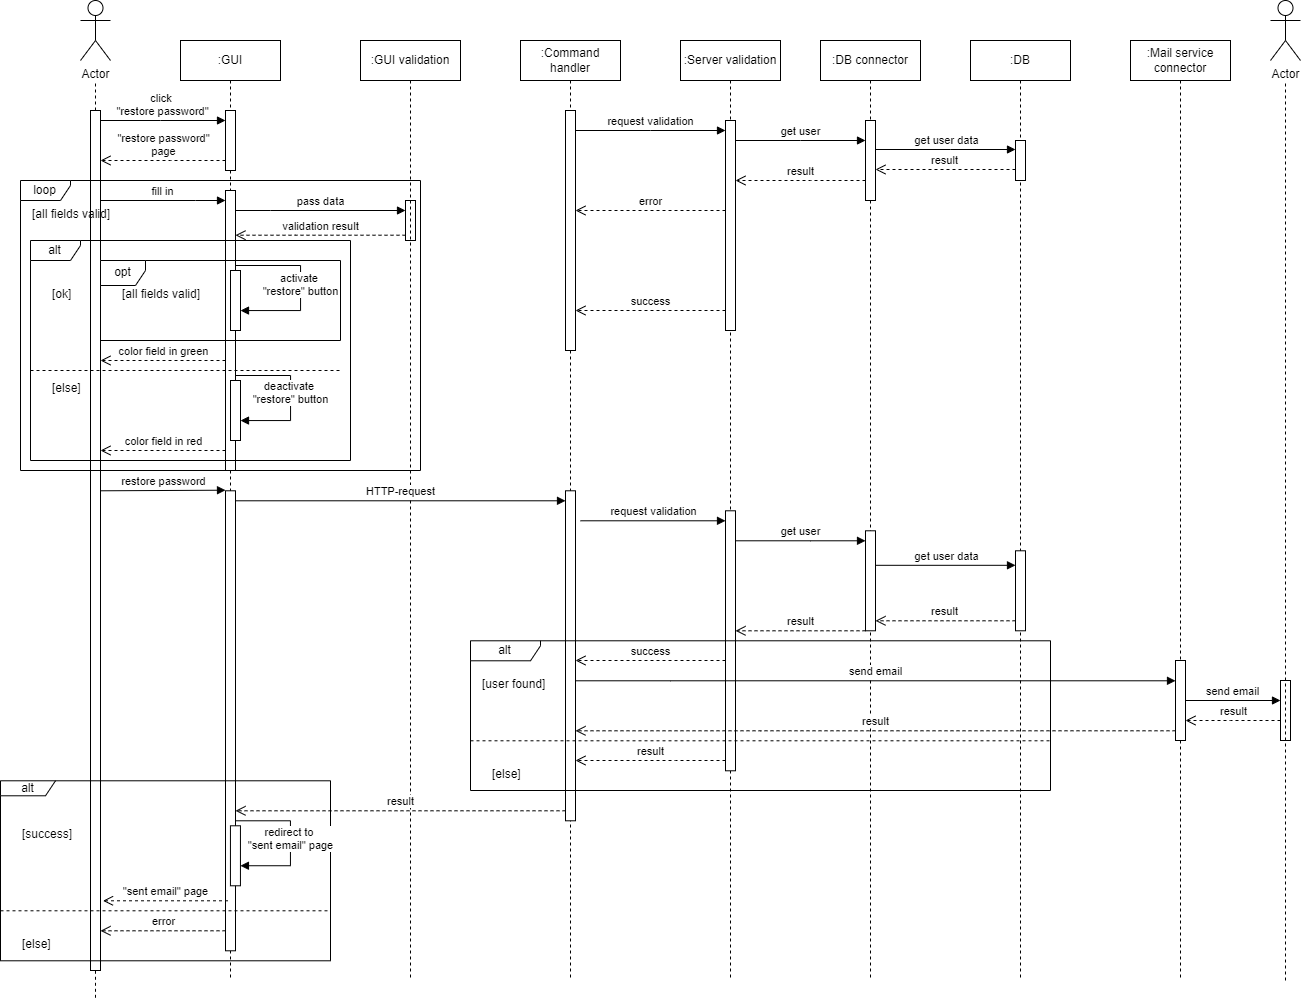 Actor
:GUI
:GUI validation
:Command
handler
:Server validation
:DB connector
:DB
:Mail service
connector
Actor
click
"restore password"
"restore password"
page
request validation
get user
get user data
result
result
error
success
loop
[all fields valid]
fill in
pass data
validation result
alt
[ok]
opt
[all fields valid]
activate
"restore" button
color field in green
[else]
deactivate
"restore" button
color field in red
restore password
HTTP-request
request validation
get user
get user data
result
result
alt
[user found]
success
send email
send email
result
result
result
[else]
alt
[success]
result
redirect to
"sent email" page
"sent email" page
error
[else]